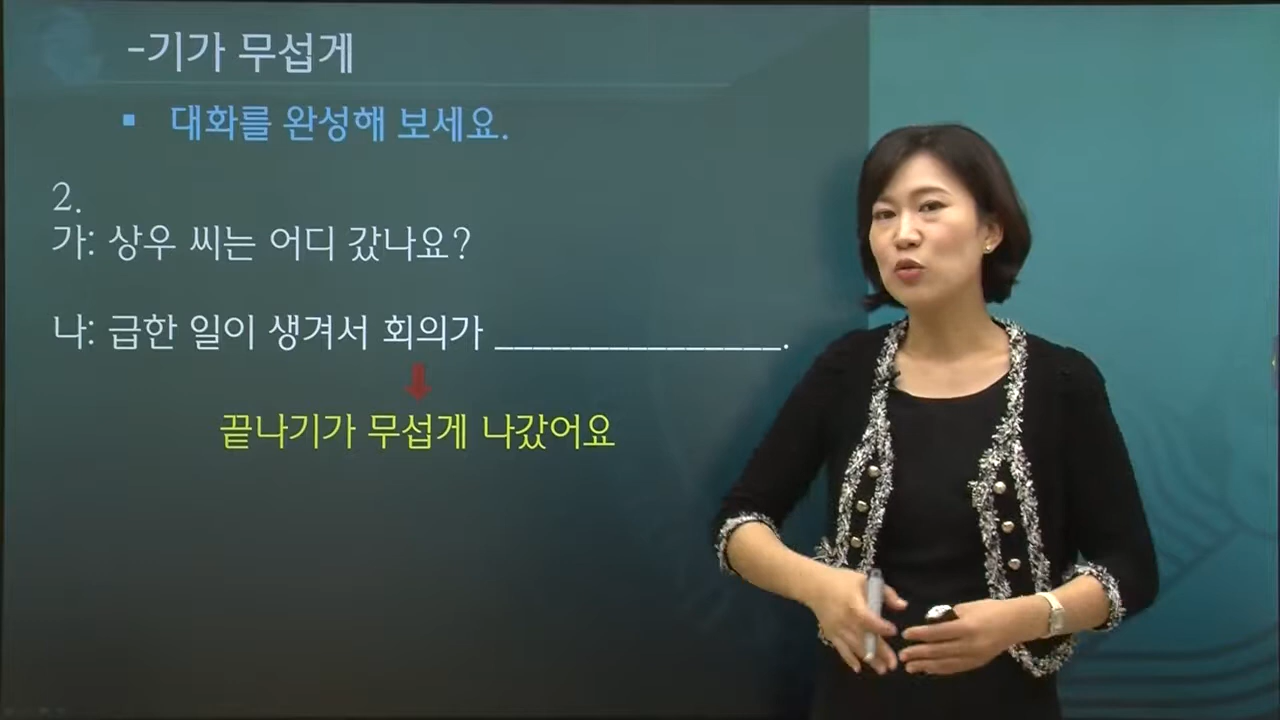 -기가 무섭게
▪ 대화를 완성해 보세요.
2.
가: 상우 씨는 어디 갔나요?
나: 급한 일이 생겨서 회의가 _______________.
끝나기가 무섭게 나갔어요